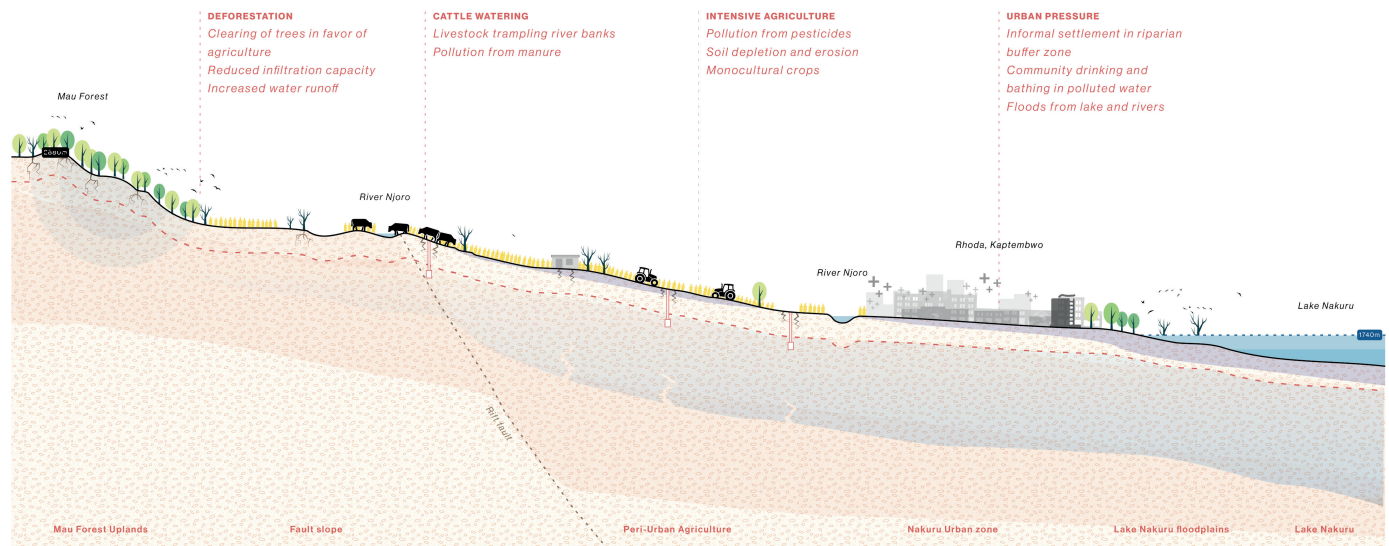 DEFORESTATION
Clearing of trees in favor of
agriculture
Reduced infiltration capacity
Increased water runoff
CATTLE WATERING
Livestock trampling river banks
Pollution from manure
INTENSIVE AGRICULTURE
Pollution from pesticides
Soil depletion and erosion
Monocultural crops
URBAN PRESSURE
Informal settlement in riparian
buffer zone
Community drinking and
bathing in polluted water
Floods from lake and rivers
Mau Forest
River Njoro
River Njoro
Rhoda, Kaptembwo
Lake Nakuru
1740m
Rift fault
Mau Forest Uplands
Fault slope
Peri-Urban Agriculture
Nakuru Urban zone
Lake Nakuru floodplains
Lake Nakuru